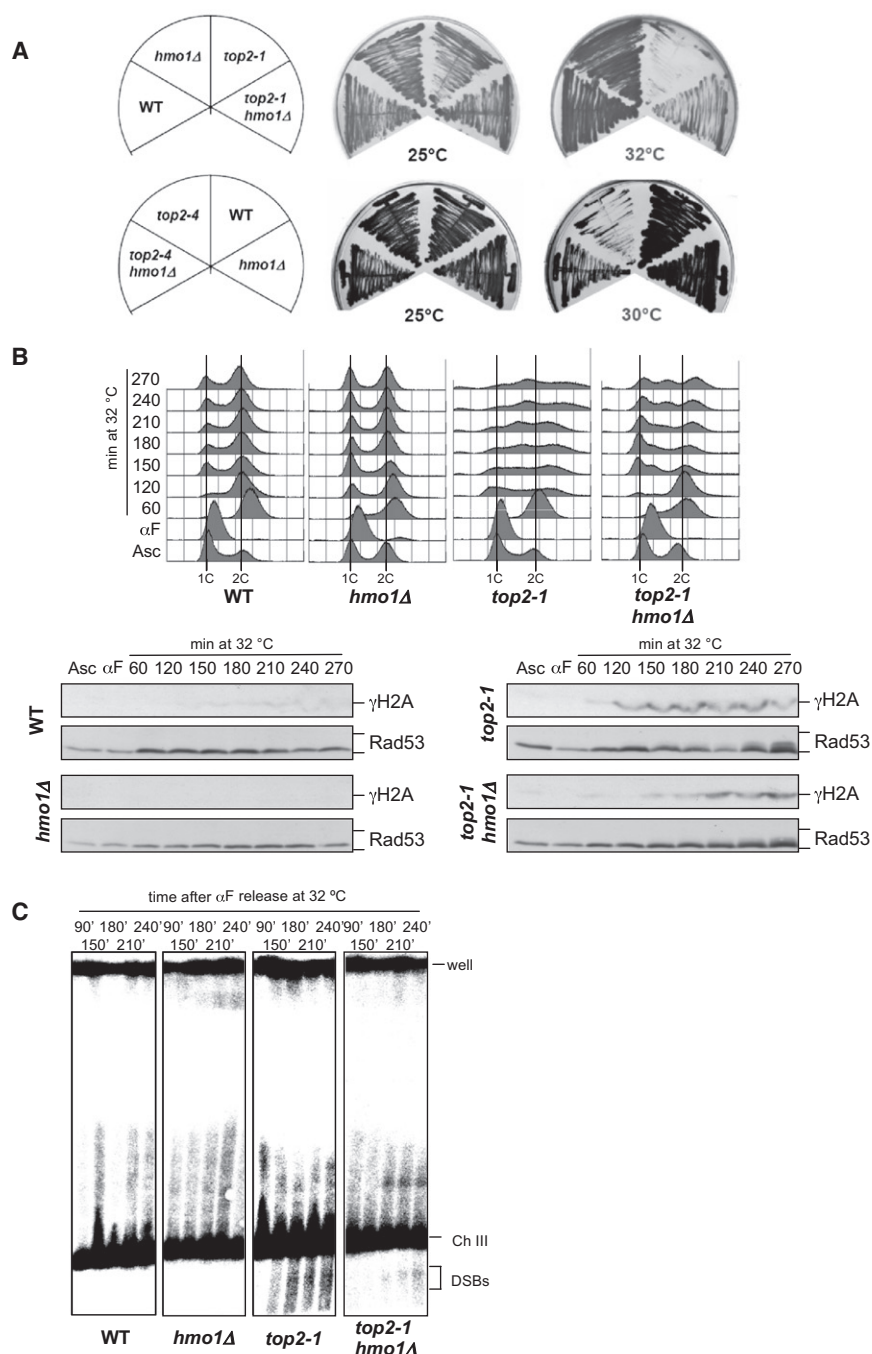 A
hmo1Δ
top2-1
WT
top2-1
hmo1Δ
25°C
32°C
top2-4
WT
top2-4
hmo1Δ
hmo1Δ
25°C
30°C
B
min at 32 °C
270
240
210
180
150
120
60
αF
Asc
1C 2C 1C 2C 1C 2C 1C 2C
WT hmo1Δ top2-1 top2-1
hmo1Δ
min at 32 °C
Asc αF 60 120 150 180 210 240 270
WT
γH2A
Rad53
hmo1Δ
γH2A
Rad53
min at 32 °C
Asc αF 60 120 150 180 210 240 270
top2-1
γH2A
Rad53
top2-1
hmo1Δ
γH2A
Rad53
C
time after αF release at 32 ºC
90' 180' 240' 90' 180' 240' 90' 180' 240' 90' 180' 240'
150' 210' 150' 210' 150' 210' 150' 210'
well
Ch III
DSBs
WT hmo1Δ top2-1 top2-1
hmo1Δ